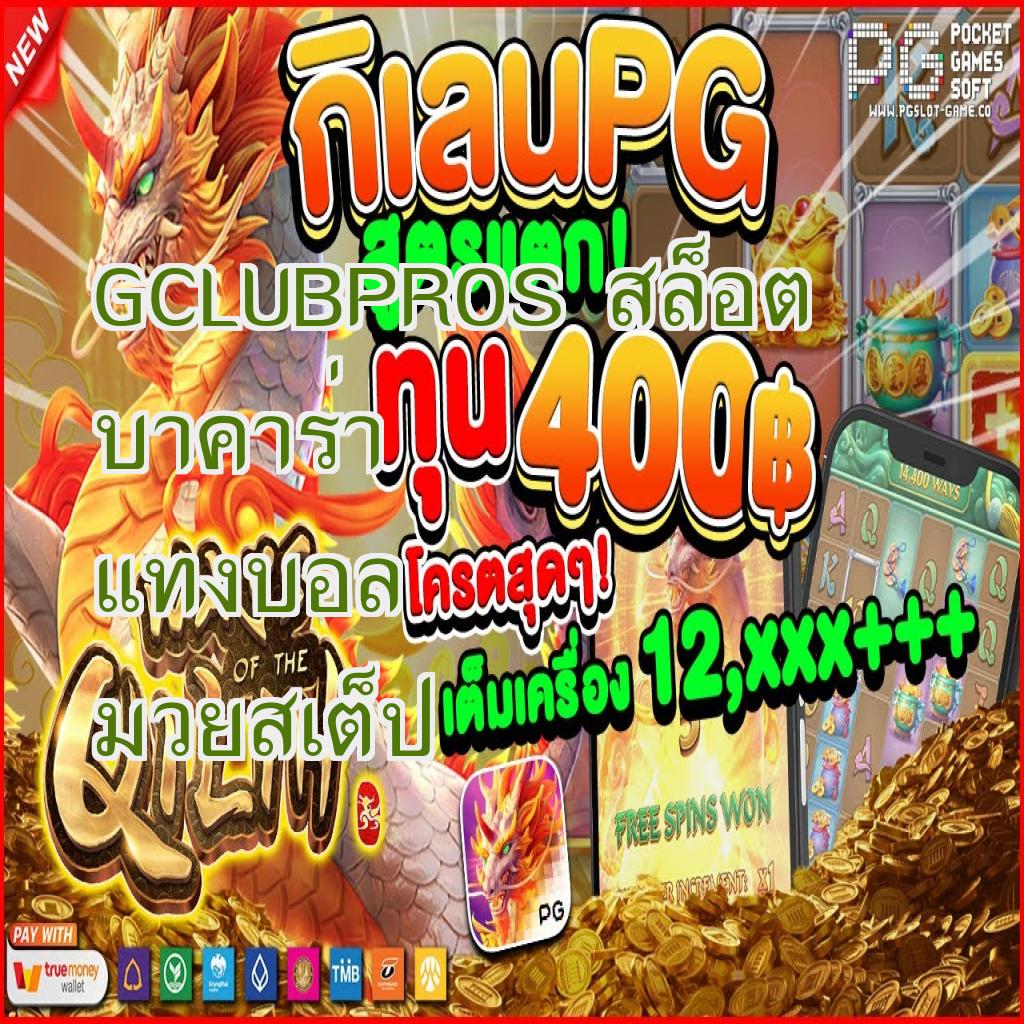 NEW
PG POCKET
GAMES
SOFT
WWW.PGSLOT-GAME.CO
กิเลนPG
สูตรแตก!
GCLUBPROS สล็อต
ทุน 400฿
บาคาร่า
14,400 WAYS
โครตสุดๆ!
แทงบอล
OF THE
QILIN
เต็มเครื่อง 12,xxx+++
มวยสเต็ป
FREE SPINS WON
INCREMENT: X1
PG
PAY WITH
truemoney
wallet
TMB